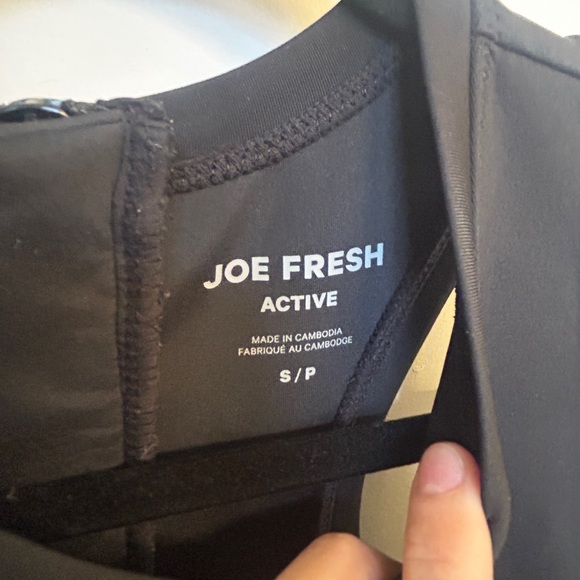 JOE FRESH
ACTIVE
MADE IN CAMBODIA
FABRIQUÉ AU CAMBODGE
S / P